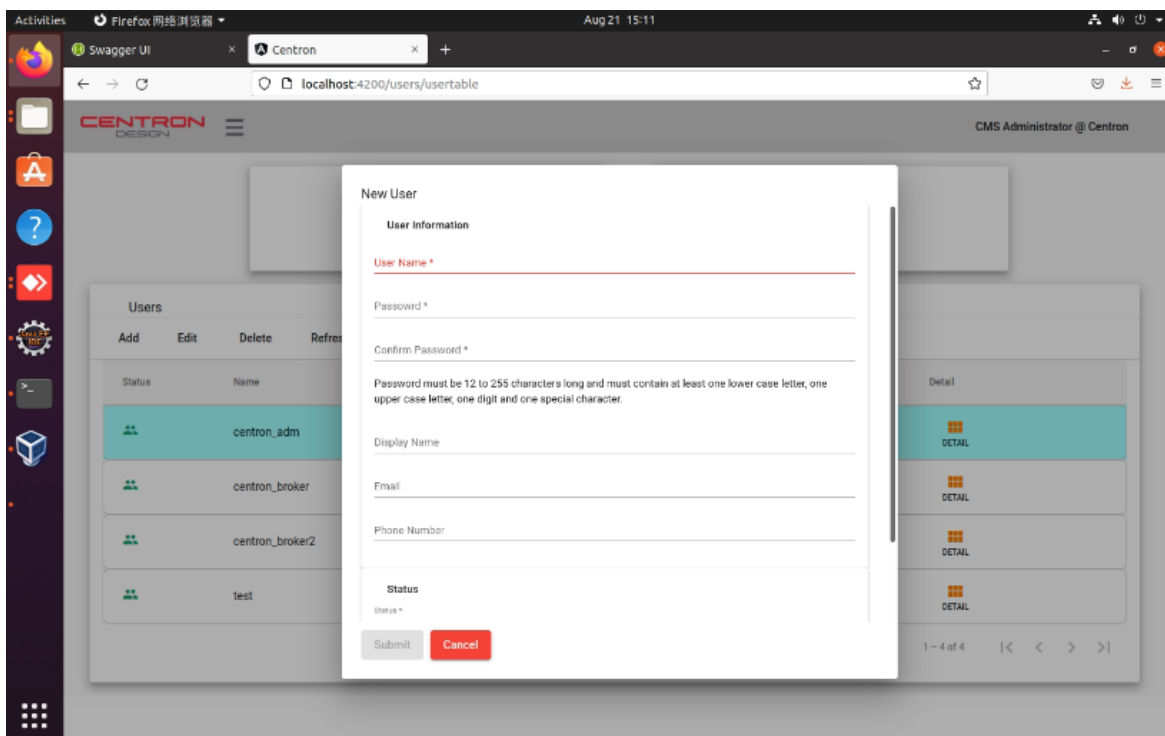 Activities Firefox 网络浏览器 Aug 21 15:11
Swagger UI Centron
localhost:4200/users/usertable
CENTRON
DESIGN
CMS Administrator @ Centron
New User
User Information
User Name *
Passowrd *
Confirm Password *
Password must be 12 to 255 characters long and must contain at least one lower case letter, one
upper case letter, one digit and one special character.
Display Name
Email
Phone Number
Status
Status *
Submit Cancel
Users
Add Edit Delete Refres
Status Name Detail
centron_adm DETAIL
centron_broker DETAIL
centron_broker2 DETAIL
test DETAIL
1 – 4 of 4